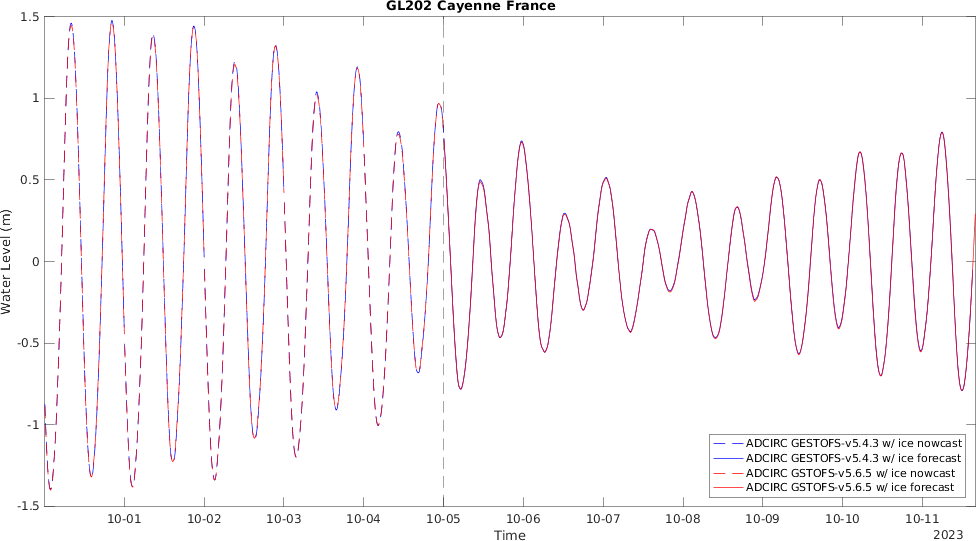 GL202 Cayenne France
1.5
1
0.5
0
-0.5
-1
-1.5
Water Level (m)
10-01 10-02 10-03 10-04 10-05 10-06 10-07 10-08 10-09 10-10 10-11
Time
2023
ADCIRC GESTOFS-v5.4.3 w/ ice nowcast
ADCIRC GESTOFS-v5.4.3 w/ ice forecast
ADCIRC GSTOFS-v5.6.5 w/ ice nowcast
ADCIRC GSTOFS-v5.6.5 w/ ice forecast